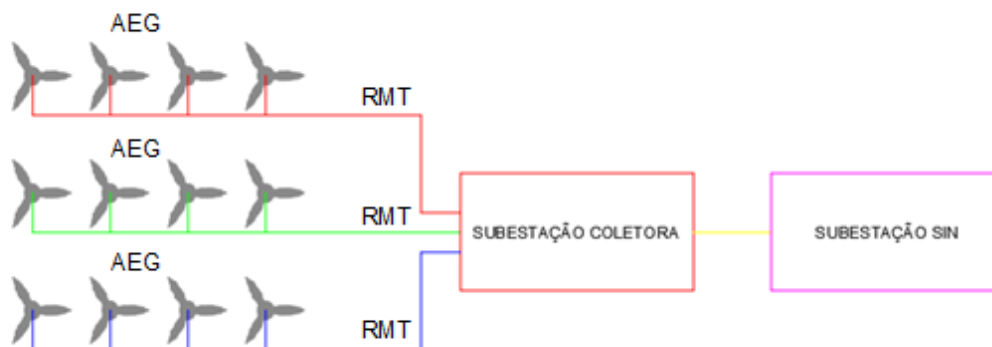 AEG
RMT
AEG
RMT
SUBESTAÇÃO COLETORA
SUBESTAÇÃO SIN
AEG
RMT